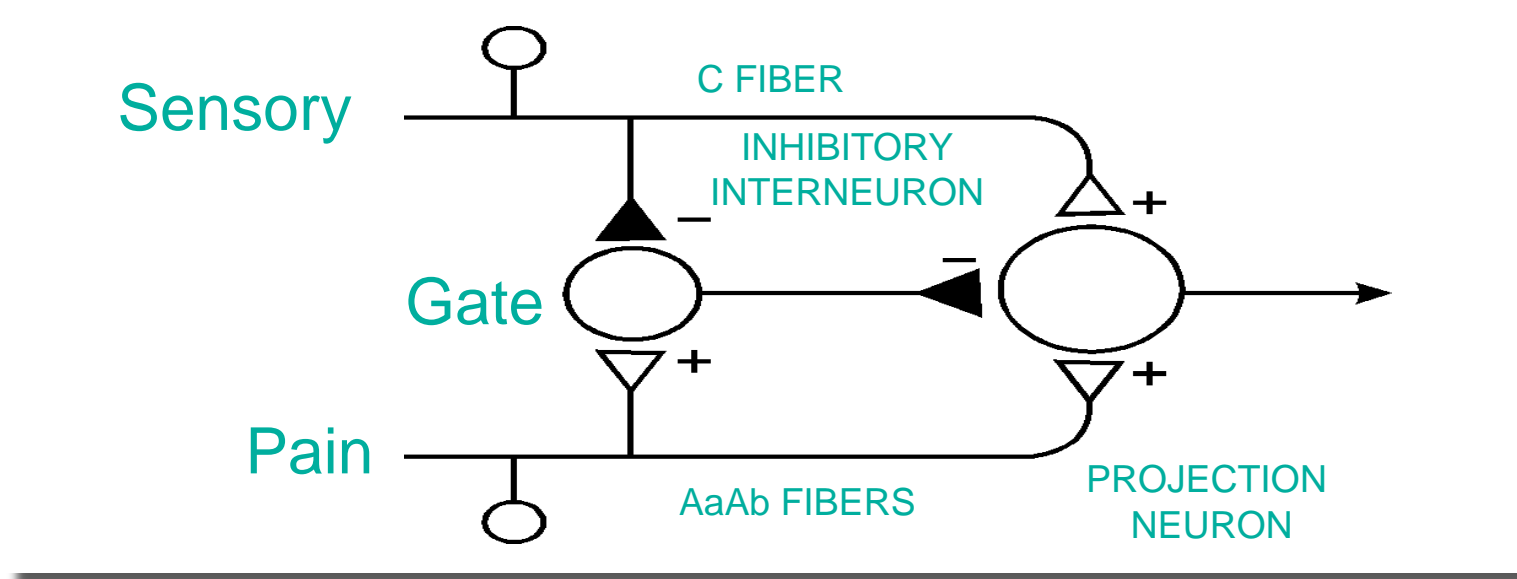 Sensory
C FIBER
INHIBITORY
INTERNEURON
+
−
−
Gate
+
+
Pain
AaAb FIBERS
PROJECTION
NEURON